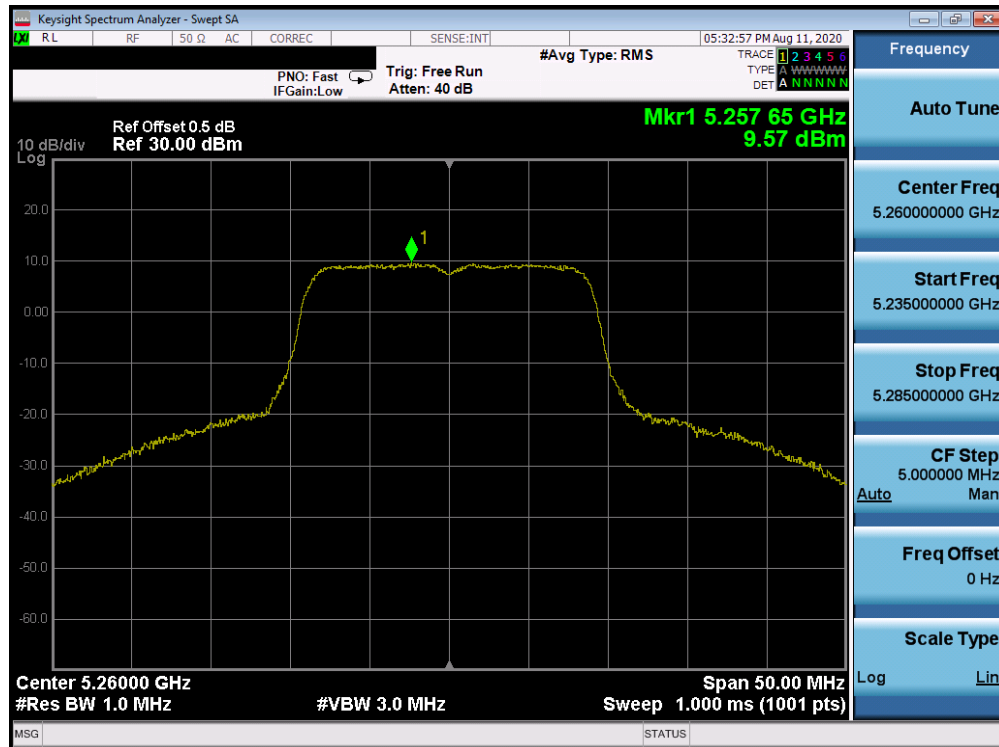 Keysight Spectrum Analyzer - Swept SA
LXI RL RF 50 Ω AC CORREC SENSE:INT 05:32:57 PM Aug 11, 2020
#Avg Type: RMS TRACE 1 2 3 4 5 6
PNO: Fast Trig: Free Run TYPE A WWWWW
IFGain:Low Atten: 40 dB DET A N N N N N
Mkr1 5.257 65 GHz
9.57 dBm
Ref Offset 0.5 dB
10 dB/div Ref 30.00 dBm
Log
1
20.0
10.0
0.00
-10.0
-20.0
-30.0
-40.0
-50.0
-60.0
Center 5.26000 GHz Span 50.00 MHz
#Res BW 1.0 MHz #VBW 3.0 MHz Sweep 1.000 ms (1001 pts)
MSG STATUS
Frequency
Auto Tune
Center Freq
5.260000000 GHz
Start Freq
5.235000000 GHz
Stop Freq
5.285000000 GHz
CF Step
5.000000 MHz
Auto Man
Freq Offset
0 Hz
Scale Type
Log Lin